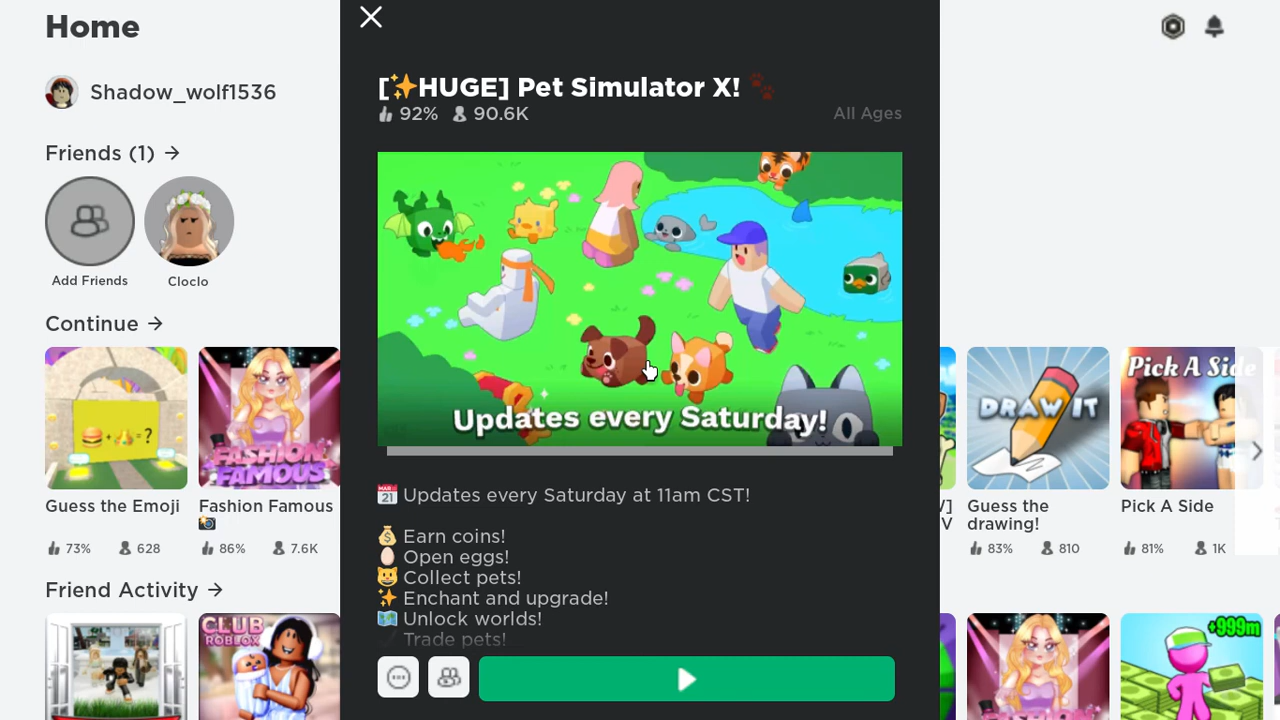 Home
Shadow_wolf1536
Friends (1) →
Add Friends
Cloclo
Continue →
Guess the Emoji
73% 628
FASHION
FAMOUS
Fashion Famous
86% 7.6K
Friend Activity →
CLUB
ROBLOX
[✨HUGE] Pet Simulator X! 🐾
92% 90.6K
All Ages
Updates every Saturday!
📅 Updates every Saturday at 11am CST!
💰 Earn coins!
🥚 Open eggs!
😺 Collect pets!
✨ Enchant and upgrade!
🗺️ Unlock worlds!
✔️ Trade pets!
DRAW IT
Guess the
drawing!
83% 810
Pick A Side
Pick A Side
81% 1K
+999m